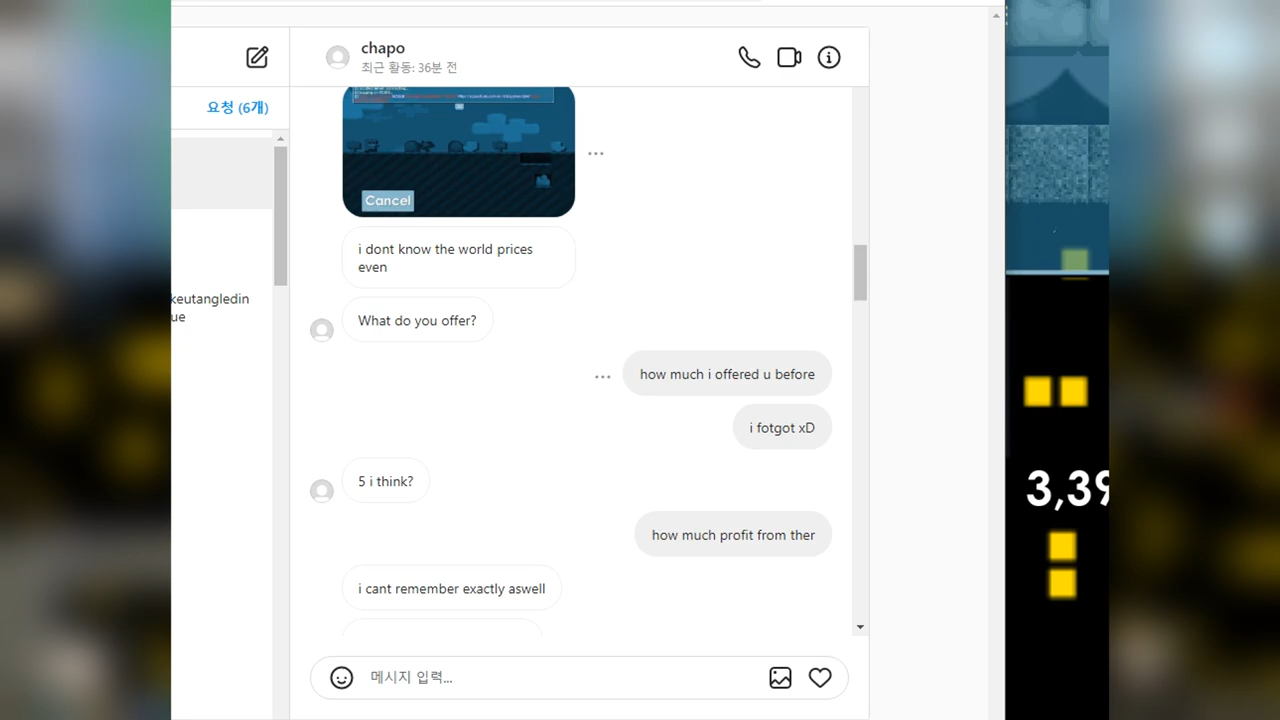 chapo
최근 활동: 36분 전
요청 (6개)
Cancel
i dont know the world prices
even
keutangledin
ue
What do you offer?
how much i offered u before
i fotgot xD
5 i think?
3,39
how much profit from ther
i cant remember exactly aswell
메시지 입력...